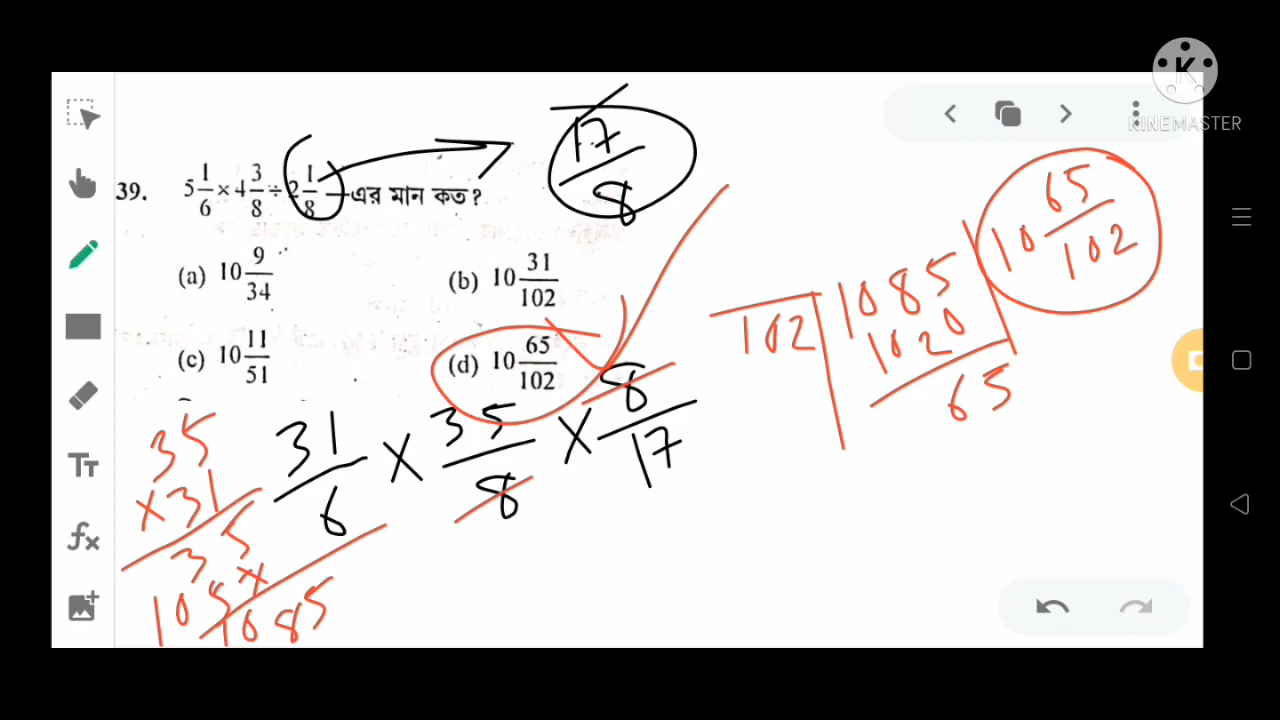 KINEMASTER
39. 5 1/6 × 4 3/8 ÷ 2 1/8 —এর মান কত?
(a) 10 9/34 (b) 10 31/102
(c) 10 11/51 (d) 10 65/102
17/8
31/6 × 35/8 × 8/17
35
×31
35
105×
1085
102 | 1085 | 10 65/102
1020
65
Tt
fx